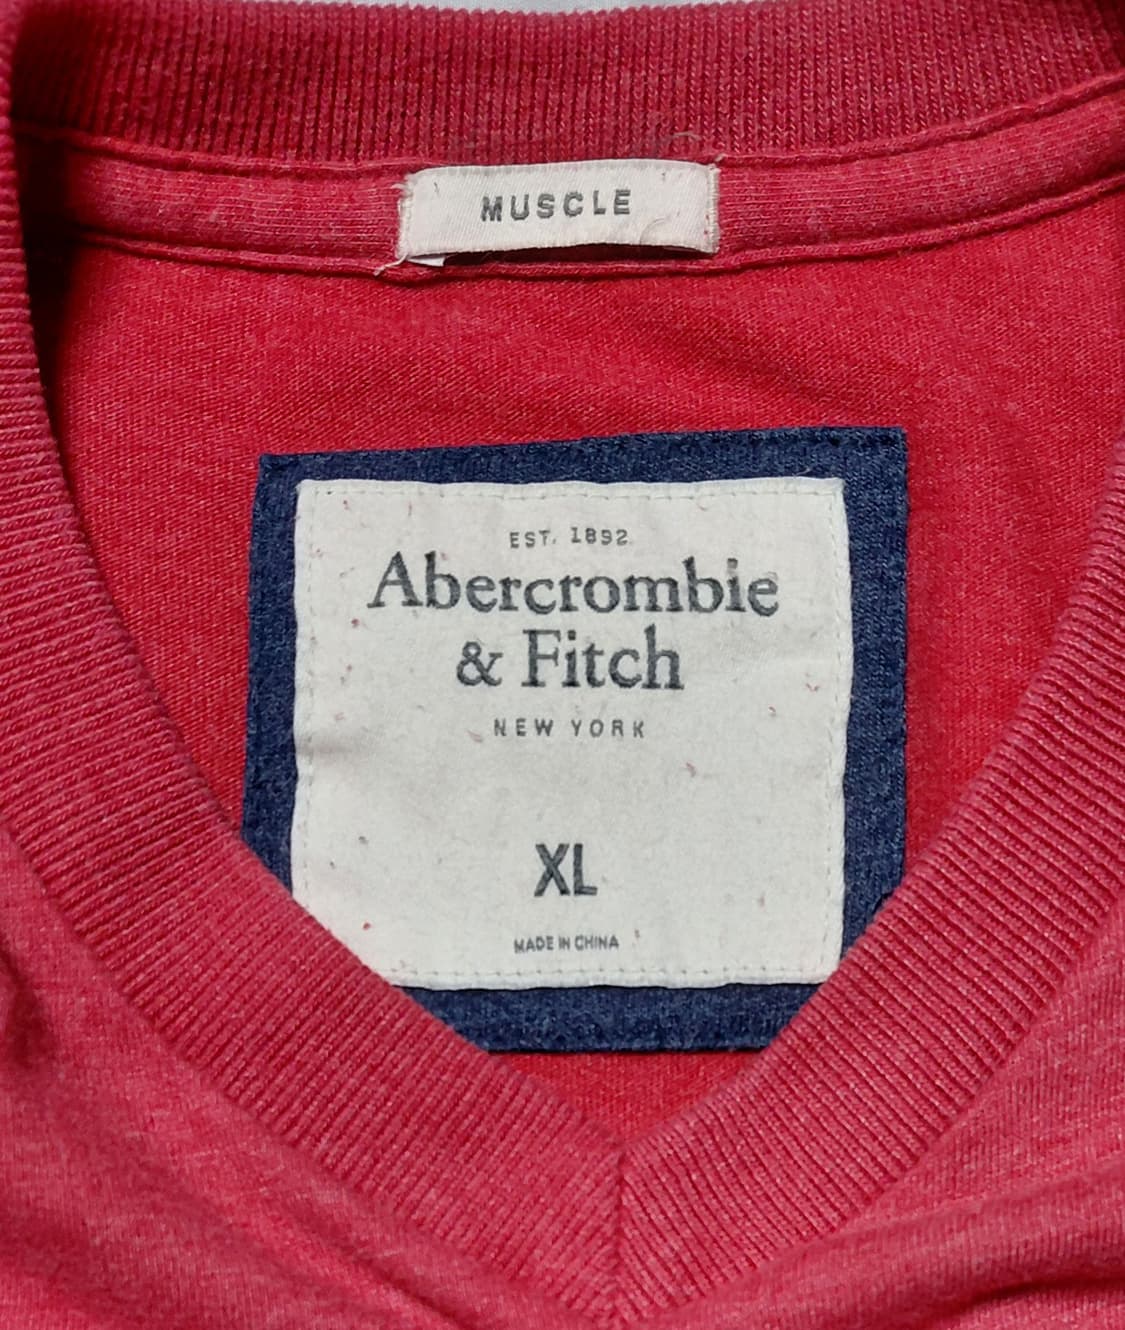 MUSCLE
EST. 1892
Abercrombie
& Fitch
NEW YORK
XL
MADE IN CHINA